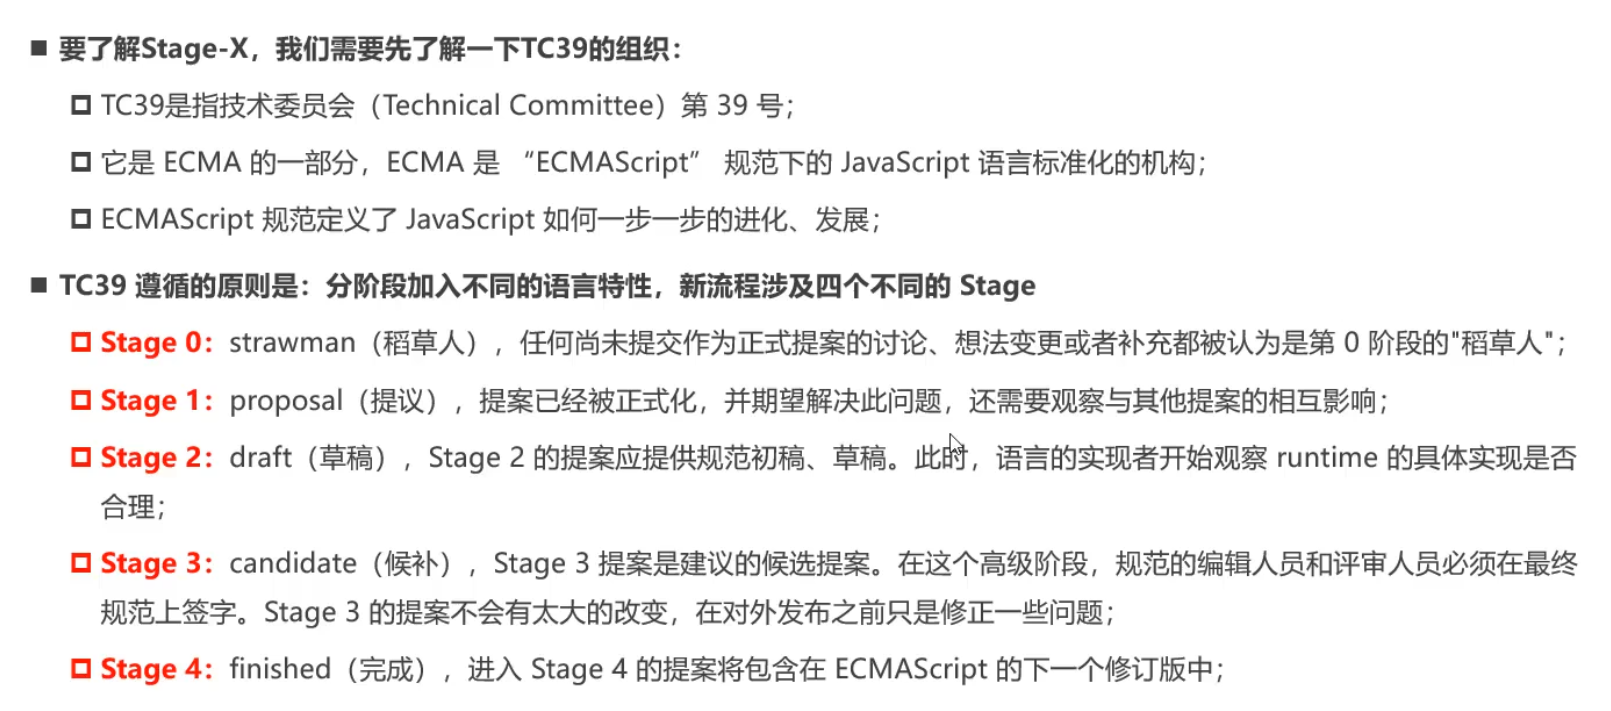 要了解Stage-X，我们需要先了解一下TC39的组织：
TC39是指技术委员会（Technical Committee）第 39 号；
它是 ECMA 的一部分，ECMA 是 “ECMAScript” 规范下的 JavaScript 语言标准化的机构；
ECMAScript 规范定义了 JavaScript 如何一步一步的进化、发展；
TC39 遵循的原则是：分阶段加入不同的语言特性，新流程涉及四个不同的 Stage
Stage 0：strawman（稻草人），任何尚未提交作为正式提案的讨论、想法变更或者补充都被认为是第 0 阶段的"稻草人"；
Stage 1：proposal（提议），提案已经被正式化，并期望解决此问题，还需要观察与其他提案的相互影响；
Stage 2：draft（草稿），Stage 2 的提案应提供规范初稿、草稿。此时，语言的实现者开始观察 runtime 的具体实现是否
合理；
Stage 3：candidate（候补），Stage 3 提案是建议的候选提案。在这个高级阶段，规范的编辑人员和评审人员必须在最终
规范上签字。Stage 3 的提案不会有太大的改变，在对外发布之前只是修正一些问题；
Stage 4：finished（完成），进入 Stage 4 的提案将包含在 ECMAScript 的下一个修订版中；